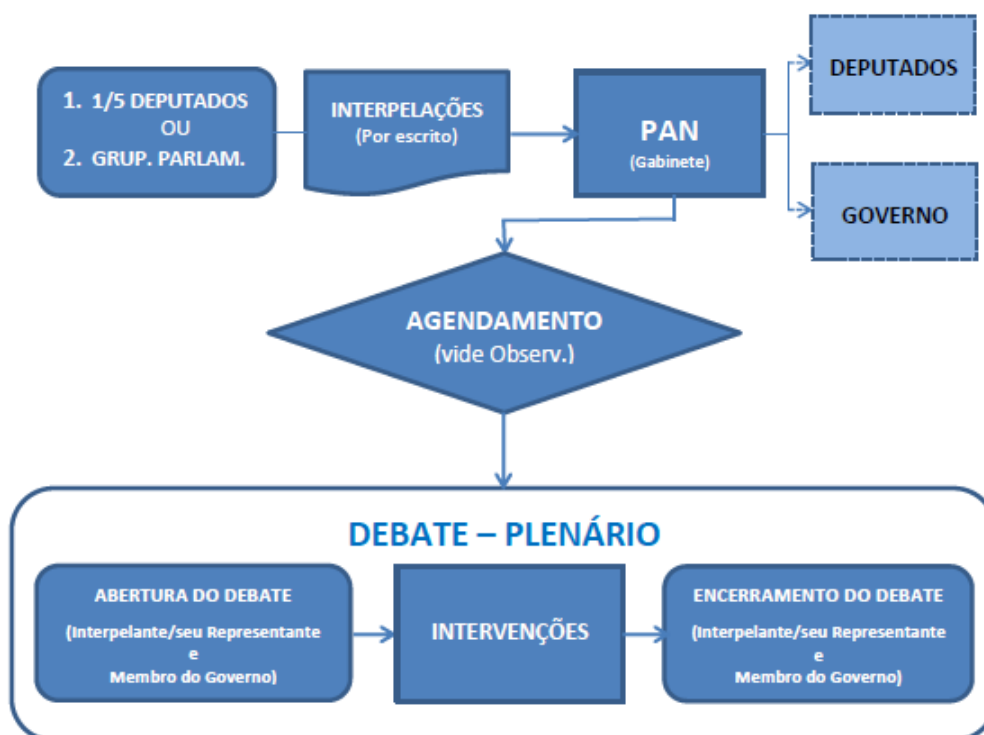 1. 1/5 DEPUTADOS
OU
2. GRUP. PARLAM.
INTERPELAÇÕES
(Por escrito)
PAN
(Gabinete)
DEPUTADOS
GOVERNO
AGENDAMENTO
(vide Observ.)
DEBATE – PLENÁRIO
ABERTURA DO DEBATE
(Interpelante/seu Representante
e
Membro do Governo)
INTERVENÇÕES
ENCERRAMENTO DO DEBATE
(Interpelante/seu Representante
e
Membro do Governo)